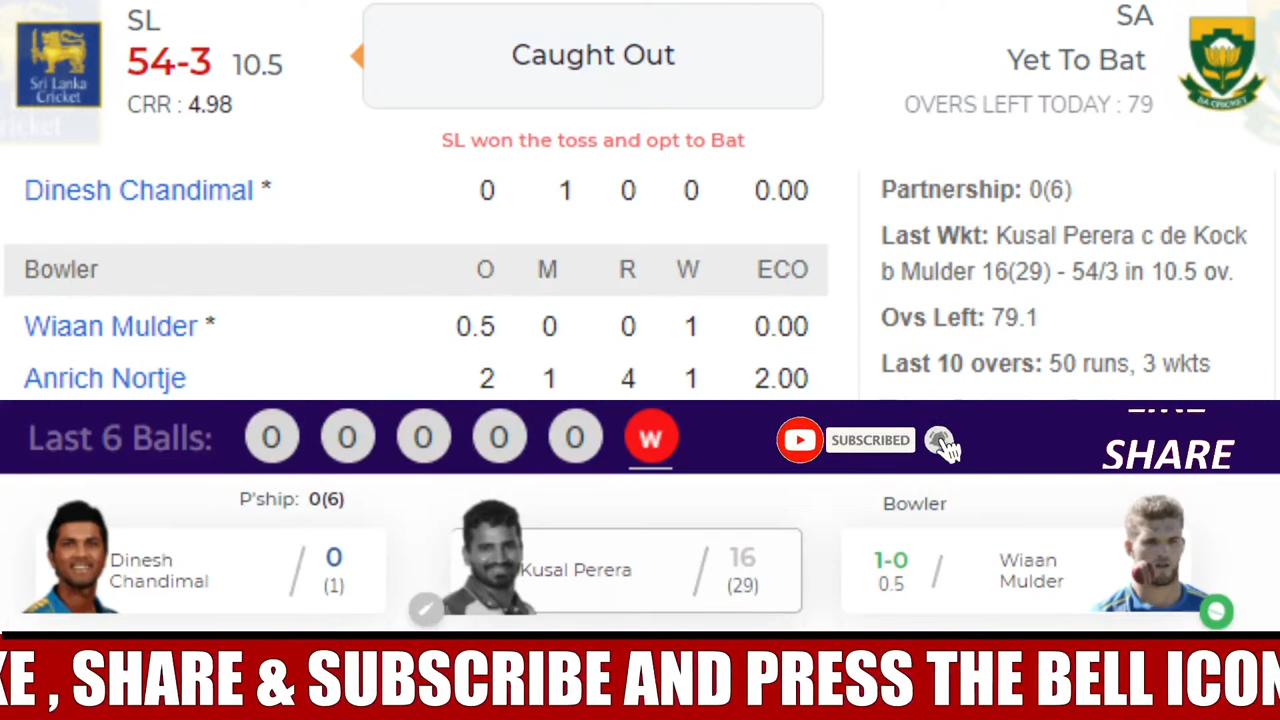 SL
54-3 10.5
CRR : 4.98
Sri Lanka
Cricket
Caught Out
SA
Yet To Bat
OVERS LEFT TODAY : 79
SA CRICKET
SL won the toss and opt to Bat
Dinesh Chandimal * 0 1 0 0 0.00
Bowler O M R W ECO
Wiaan Mulder * 0.5 0 0 1 0.00
Anrich Nortje 2 1 4 1 2.00
Partnership: 0(6)
Last Wkt: Kusal Perera c de Kock
b Mulder 16(29) - 54/3 in 10.5 ov.
Ovs Left: 79.1
Last 10 overs: 50 runs, 3 wkts
Last 6 Balls: 0 0 0 0 0 W
SUBSCRIBED
SHARE
P'ship: 0(6)
Dinesh
Chandimal
0
(1)
Kusal Perera
16
(29)
Bowler
1-0
0.5
Wiaan
Mulder
KE , SHARE & SUBSCRIBE AND PRESS THE BELL ICON